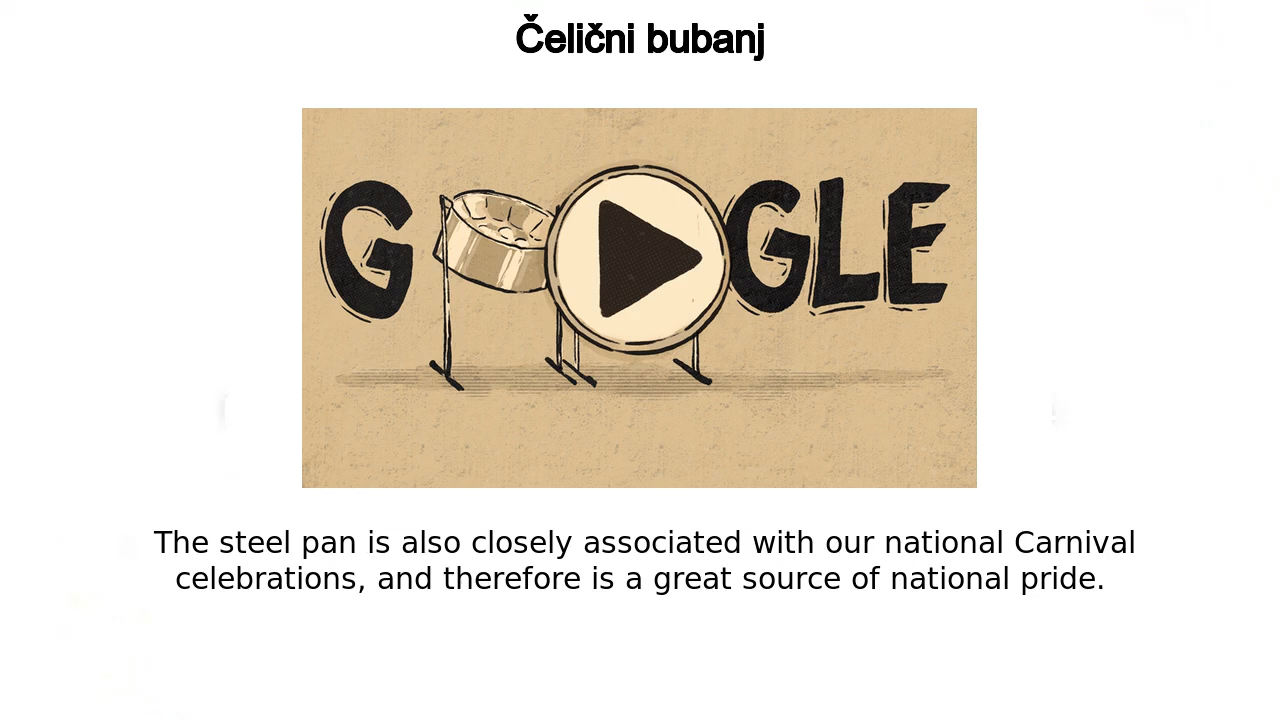 Čelični bubanj
G GLE
The steel pan is also closely associated with our national Carnival
celebrations, and therefore is a great source of national pride.